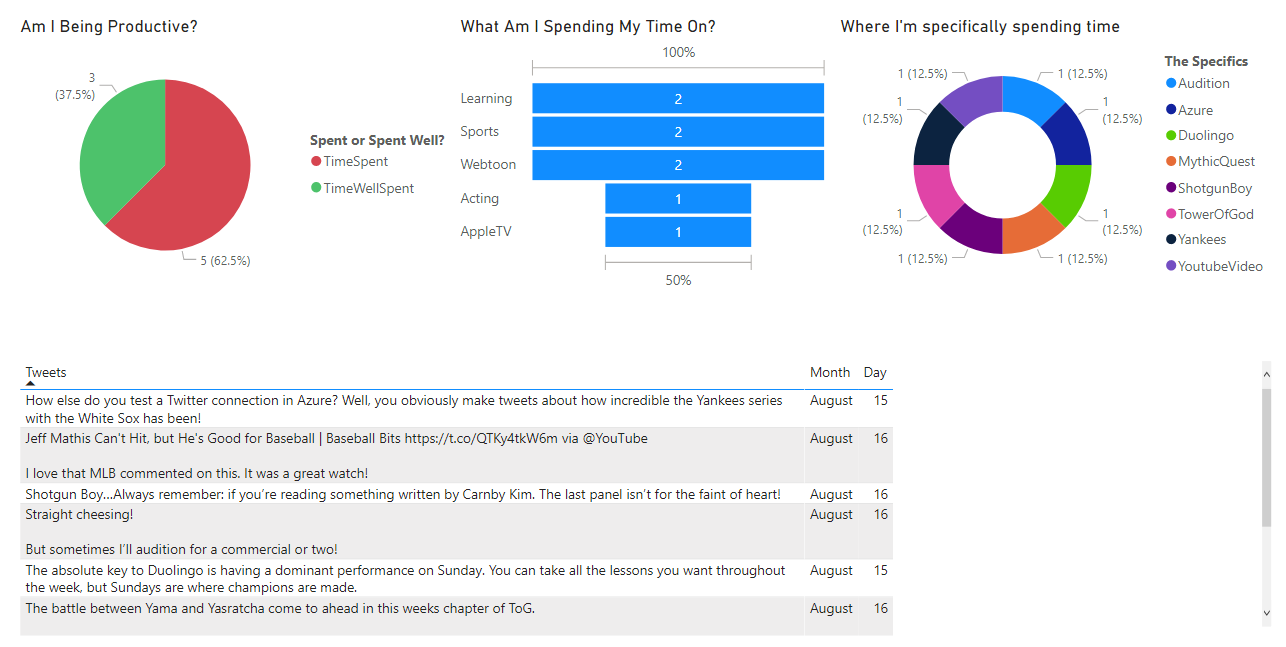 Am I Being Productive?
3
(37.5%)
5 (62.5%)
Spent or Spent Well?
TimeSpent
TimeWellSpent
What Am I Spending My Time On?
100%
Learning 2
Sports 2
Webtoon 2
Acting 1
AppleTV 1
50%
Where I'm specifically spending time
1 (12.5%)
1 (12.5%)
1
(12.5%)
1
(12.5%)
1
(12.5%)
1
(12.5%)
1 (12.5%)
1 (12.5%)
The Specifics
Audition
Azure
Duolingo
MythicQuest
ShotgunBoy
TowerOfGod
Yankees
YoutubeVideo
Tweets Month Day
How else do you test a Twitter connection in Azure? Well, you obviously make tweets about how incredible the Yankees series August 15
with the White Sox has been!
Jeff Mathis Can't Hit, but He's Good for Baseball | Baseball Bits https://t.co/QTKy4tkW6m via @YouTube August 16
I love that MLB commented on this. It was a great watch!
Shotgun Boy...Always remember: if you're reading something written by Carnby Kim. The last panel isn't for the faint of heart! August 16
Straight cheesing! August 16
But sometimes I'll audition for a commercial or two!
The absolute key to Duolingo is having a dominant performance on Sunday. You can take all the lessons you want throughout August 15
the week, but Sundays are where champions are made.
The battle between Yama and Yasratcha come to ahead in this weeks chapter of ToG. August 16